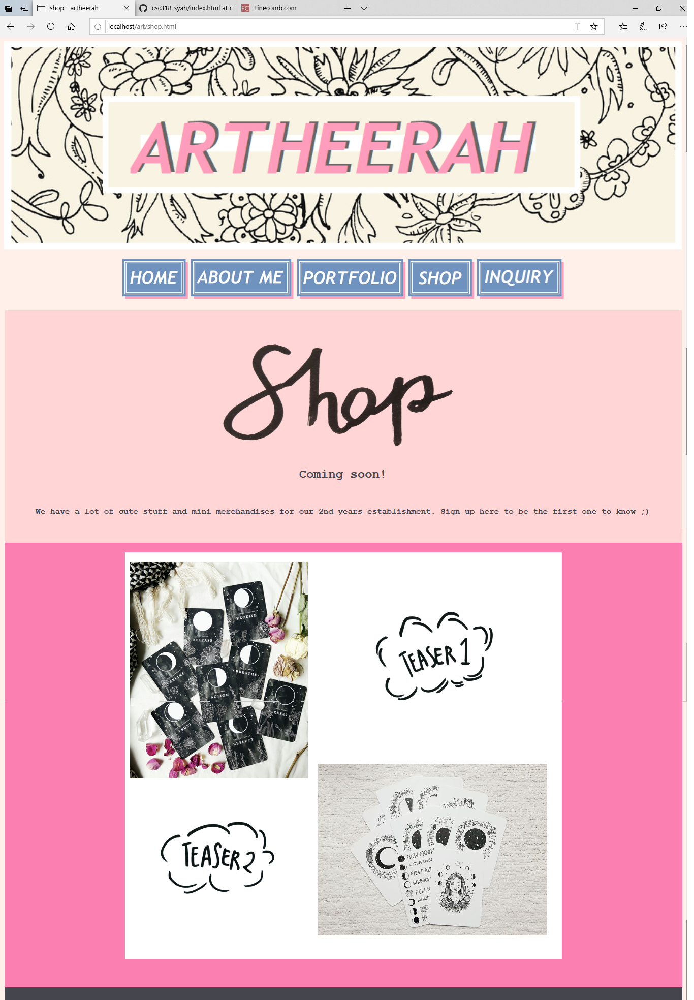 shop - artheerah
csc318-syah/index.html at n
FC Finecomb.com
localhost/art/shop.html
ARTHEERAH
HOME
ABOUT ME
PORTFOLIO
SHOP
INQUIRY
Shop
Coming soon!
We have a lot of cute stuff and mini merchandises for our 2nd years establishment. Sign up here to be the first one to know ;)
RECEIVE
RELEASE
REFINE
BREATHE
ACTION
RESET
TRUST
REFLECT
TEASER 1
TEASER 2
NEW MOON
FIRST QU
GIBBOUS
FULL